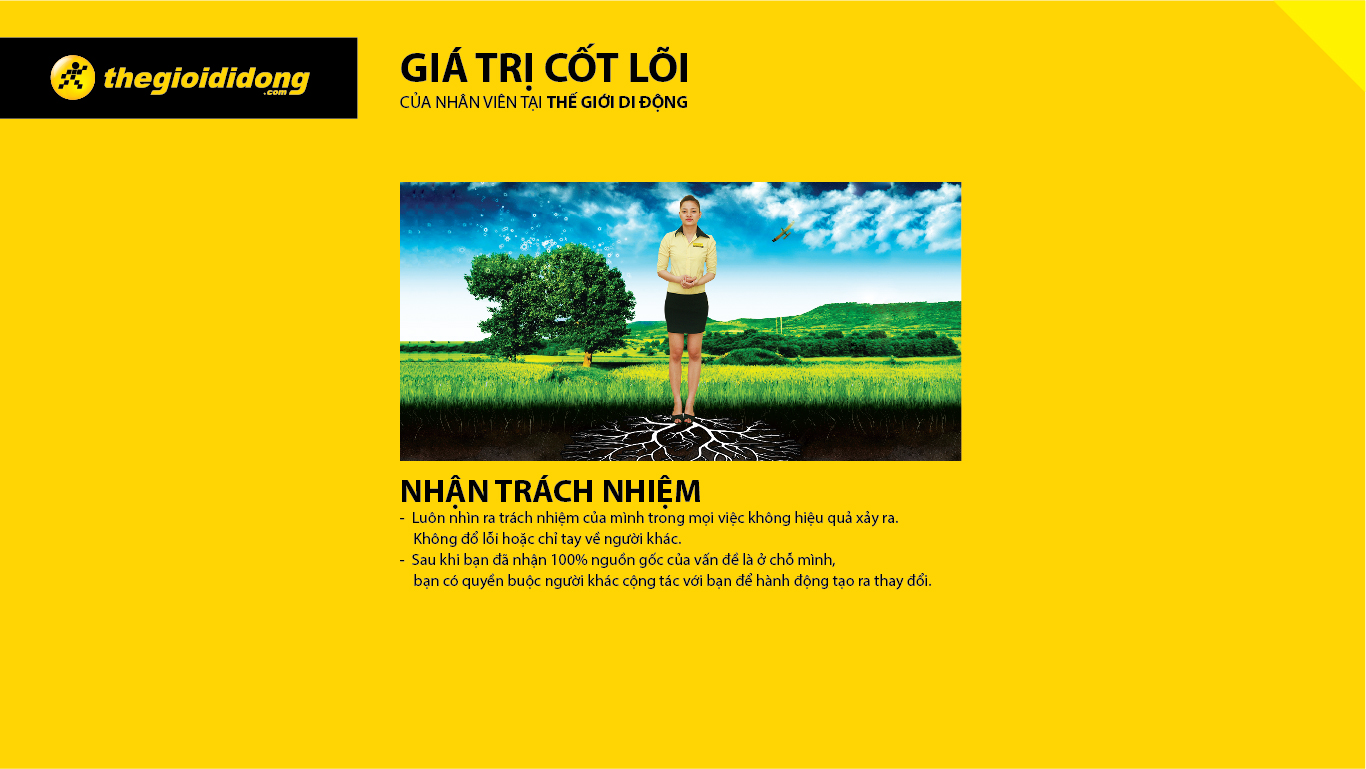 thegioididong
.com
GIÁ TRỊ CỐT LÕI
CỦA NHÂN VIÊN TẠI THẾ GIỚI DI ĐỘNG
NHẬN TRÁCH NHIỆM
- Luôn nhìn ra trách nhiệm của mình trong mọi việc không hiệu quả xảy ra.
Không đổ lỗi hoặc chỉ tay về người khác.
- Sau khi bạn đã nhận 100% nguồn gốc của vấn đề là ở chỗ mình,
bạn có quyền buộc người khác cộng tác với bạn để hành động tạo ra thay đổi.